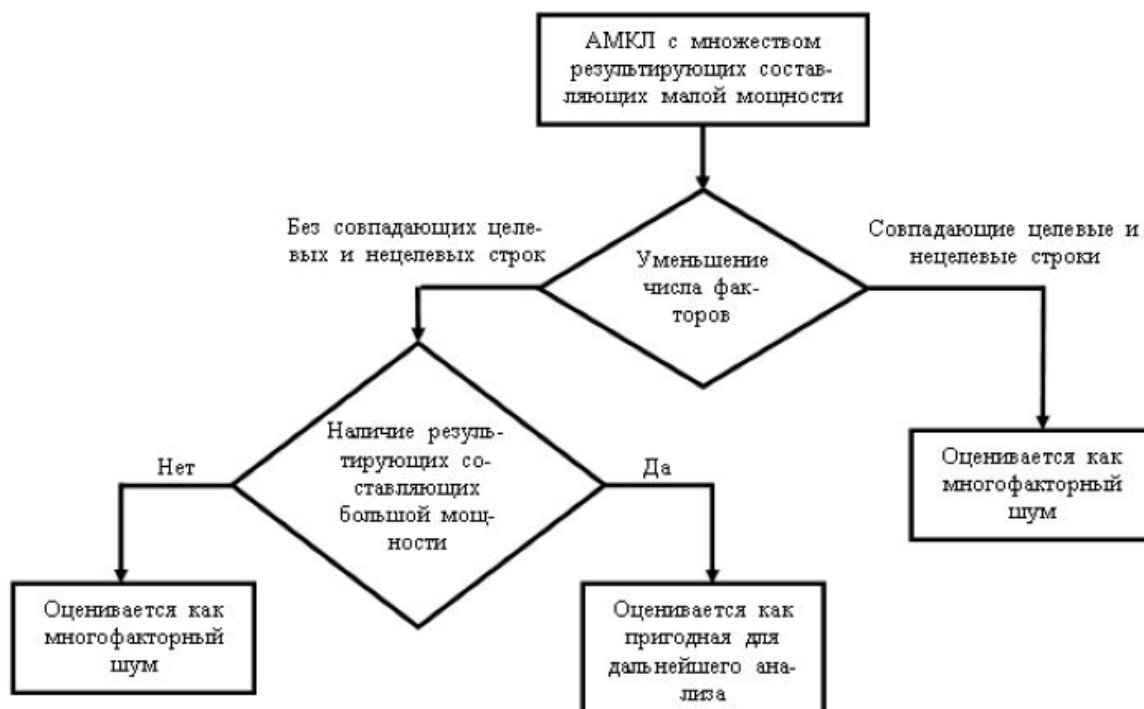 АМКЛ с множеством
результирующих состав-
ляющих малой мощности
Без совпадающих целе-
вых и нецелевых строк
Уменьшение
числа фак-
торов
Совпадающие целевые и
нецелевые строки
Нет
Наличие резуль-
тирующих со-
ставляющих
большой мощ-
ности
Да
Оценивается как
многофакторный
шум
Оценивается как
многофакторный
шум
Оценивается как
пригодная для
дальнейшего ана-
лиза